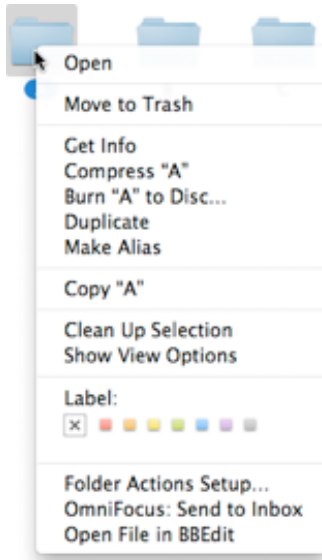 Open
Move to Trash
Get Info
Compress “A”
Burn “A” to Disc...
Duplicate
Make Alias
Copy "A"
Clean Up Selection
Show View Options
Label:
×
Folder Actions Setup...
OmniFocus: Send to Inbox
Open File in BBEdit